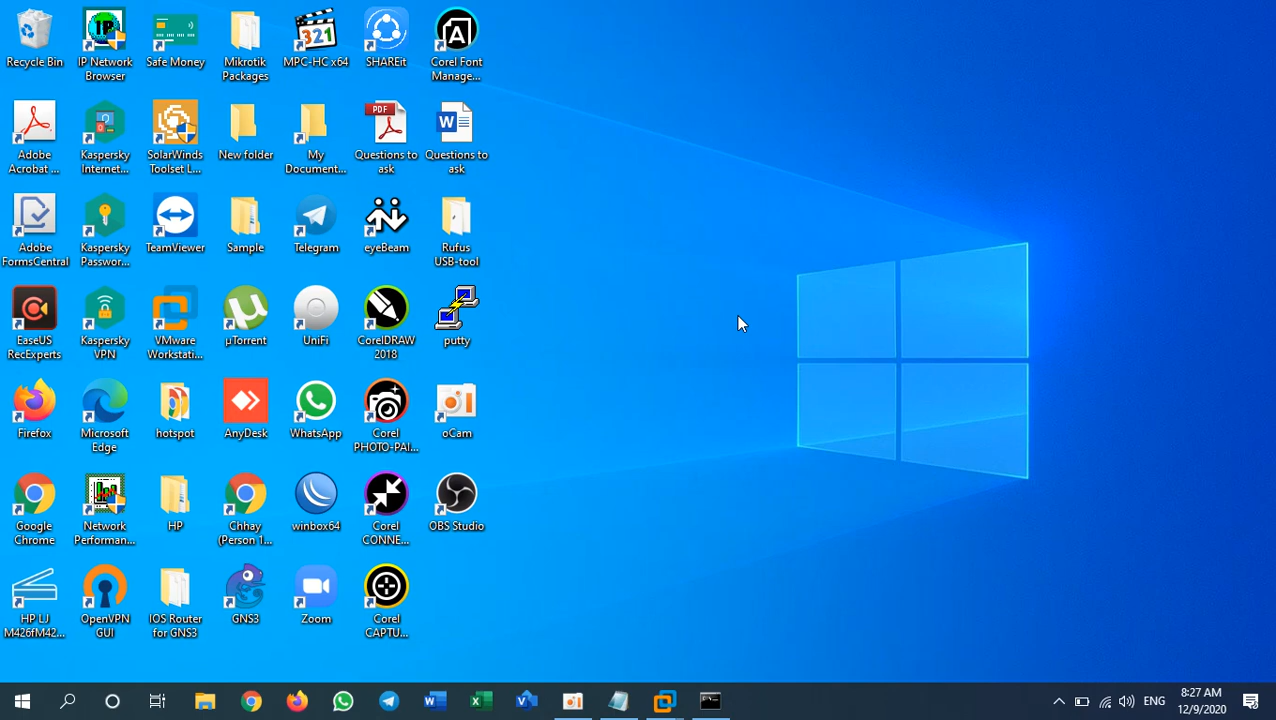 Recycle Bin
IP Network
Browser
Safe Money
Mikrotik
Packages
321
MPC-HC x64
SHAREit
Corel Font
Manage...
Adobe
Acrobat ...
Kaspersky
Internet...
SolarWinds
Toolset L...
New folder
My
Document...
PDF
Questions to
ask
Questions to
ask
Adobe
FormsCentral
Kaspersky
Passwor...
TeamViewer
Sample
Telegram
eyeBeam
Rufus
USB-tool
EaseUS
RecExperts
Kaspersky
VPN
VMware
Workstati...
µTorrent
UniFi
CorelDRAW
2018
putty
Firefox
Microsoft
Edge
hotspot
AnyDesk
WhatsApp
Corel
PHOTO-PAI...
oCam
Google
Chrome
Network
Performan...
HP
Chhay
(Person 1...
winbox64
Corel
CONNE...
OBS Studio
HP LJ
M426fM42...
OpenVPN
GUI
IOS Router
for GNS3
GNS3
Zoom
Corel
CAPTU...
ENG
8:27 AM
12/9/2020